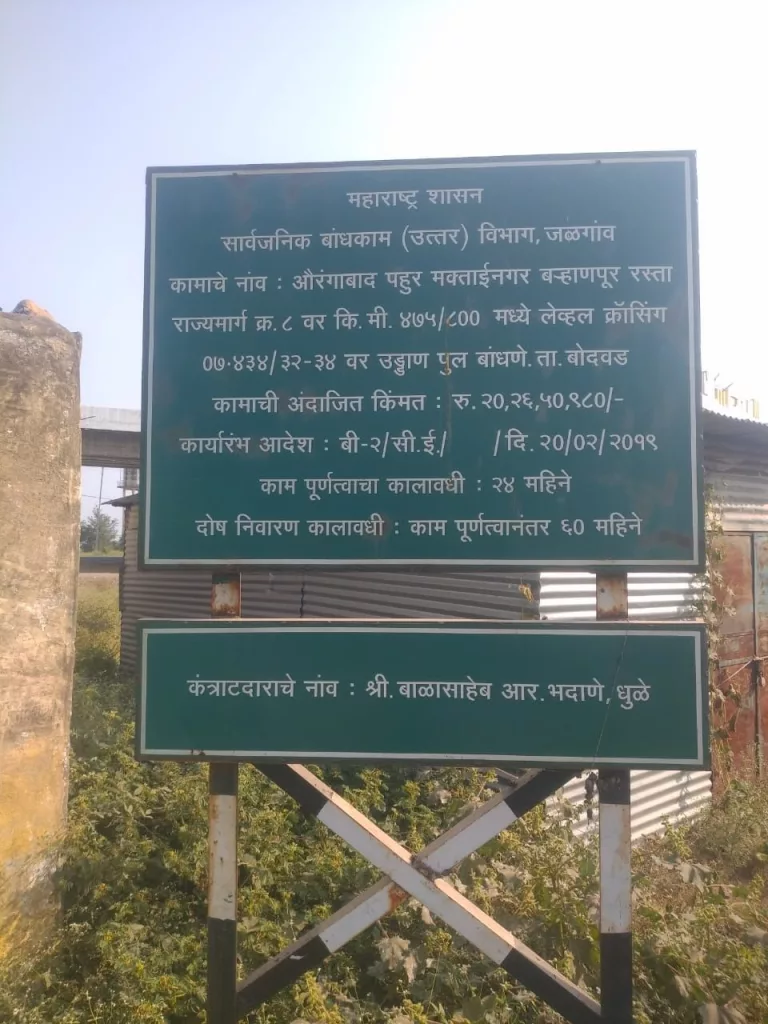 महाराष्ट्र शासन
सार्वजनिक बांधकाम (उत्तर) विभाग, जळगांव
कामाचे नांव : औरंगाबाद पहुर मक्ताईनगर बऱ्हाणपूर रस्ता
राज्यमार्ग क्र. ८ वर कि. मी. ४७५/८०० मध्ये लेव्हल क्रॉसिंग
०७·४३४/३२-३४ वर उड्डाण पुल बांधणे. ता. बोदवड
कामाची अंदाजित किंमत : रु. २०,२६,५०,९८०/-
कार्यारंभ आदेश : बी-२/सी.ई./ /दि. २०/०२/२०१९
काम पूर्णत्वाचा कालावधी : २४ महिने
दोष निवारण कालावधी : काम पूर्णत्वानंतर ६० महिने
कंत्राटदाराचे नांव : श्री. बाळासाहेब आर. भदाणे, धुळे